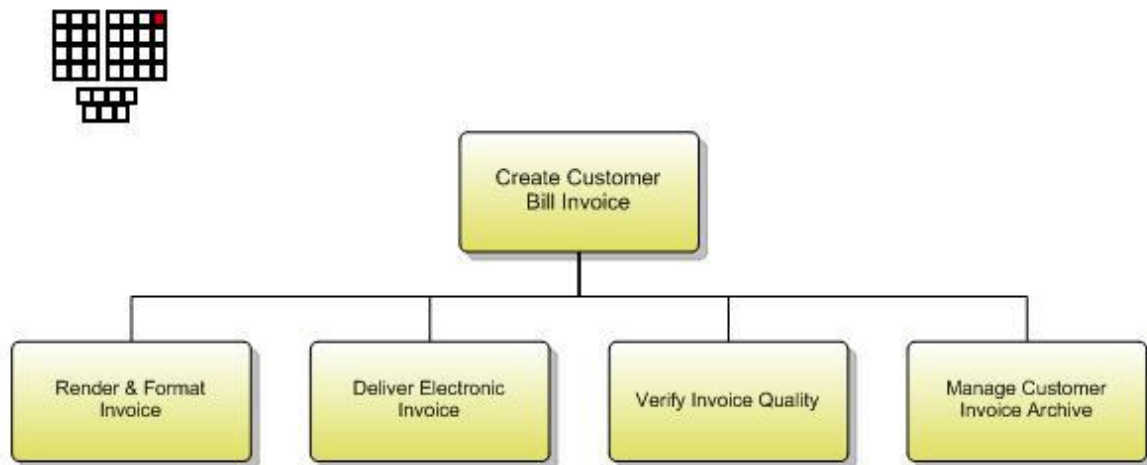 Create Customer
Bill Invoice
Render & Format
Invoice
Deliver Electronic
Invoice
Verify Invoice Quality
Manage Customer
Invoice Archive